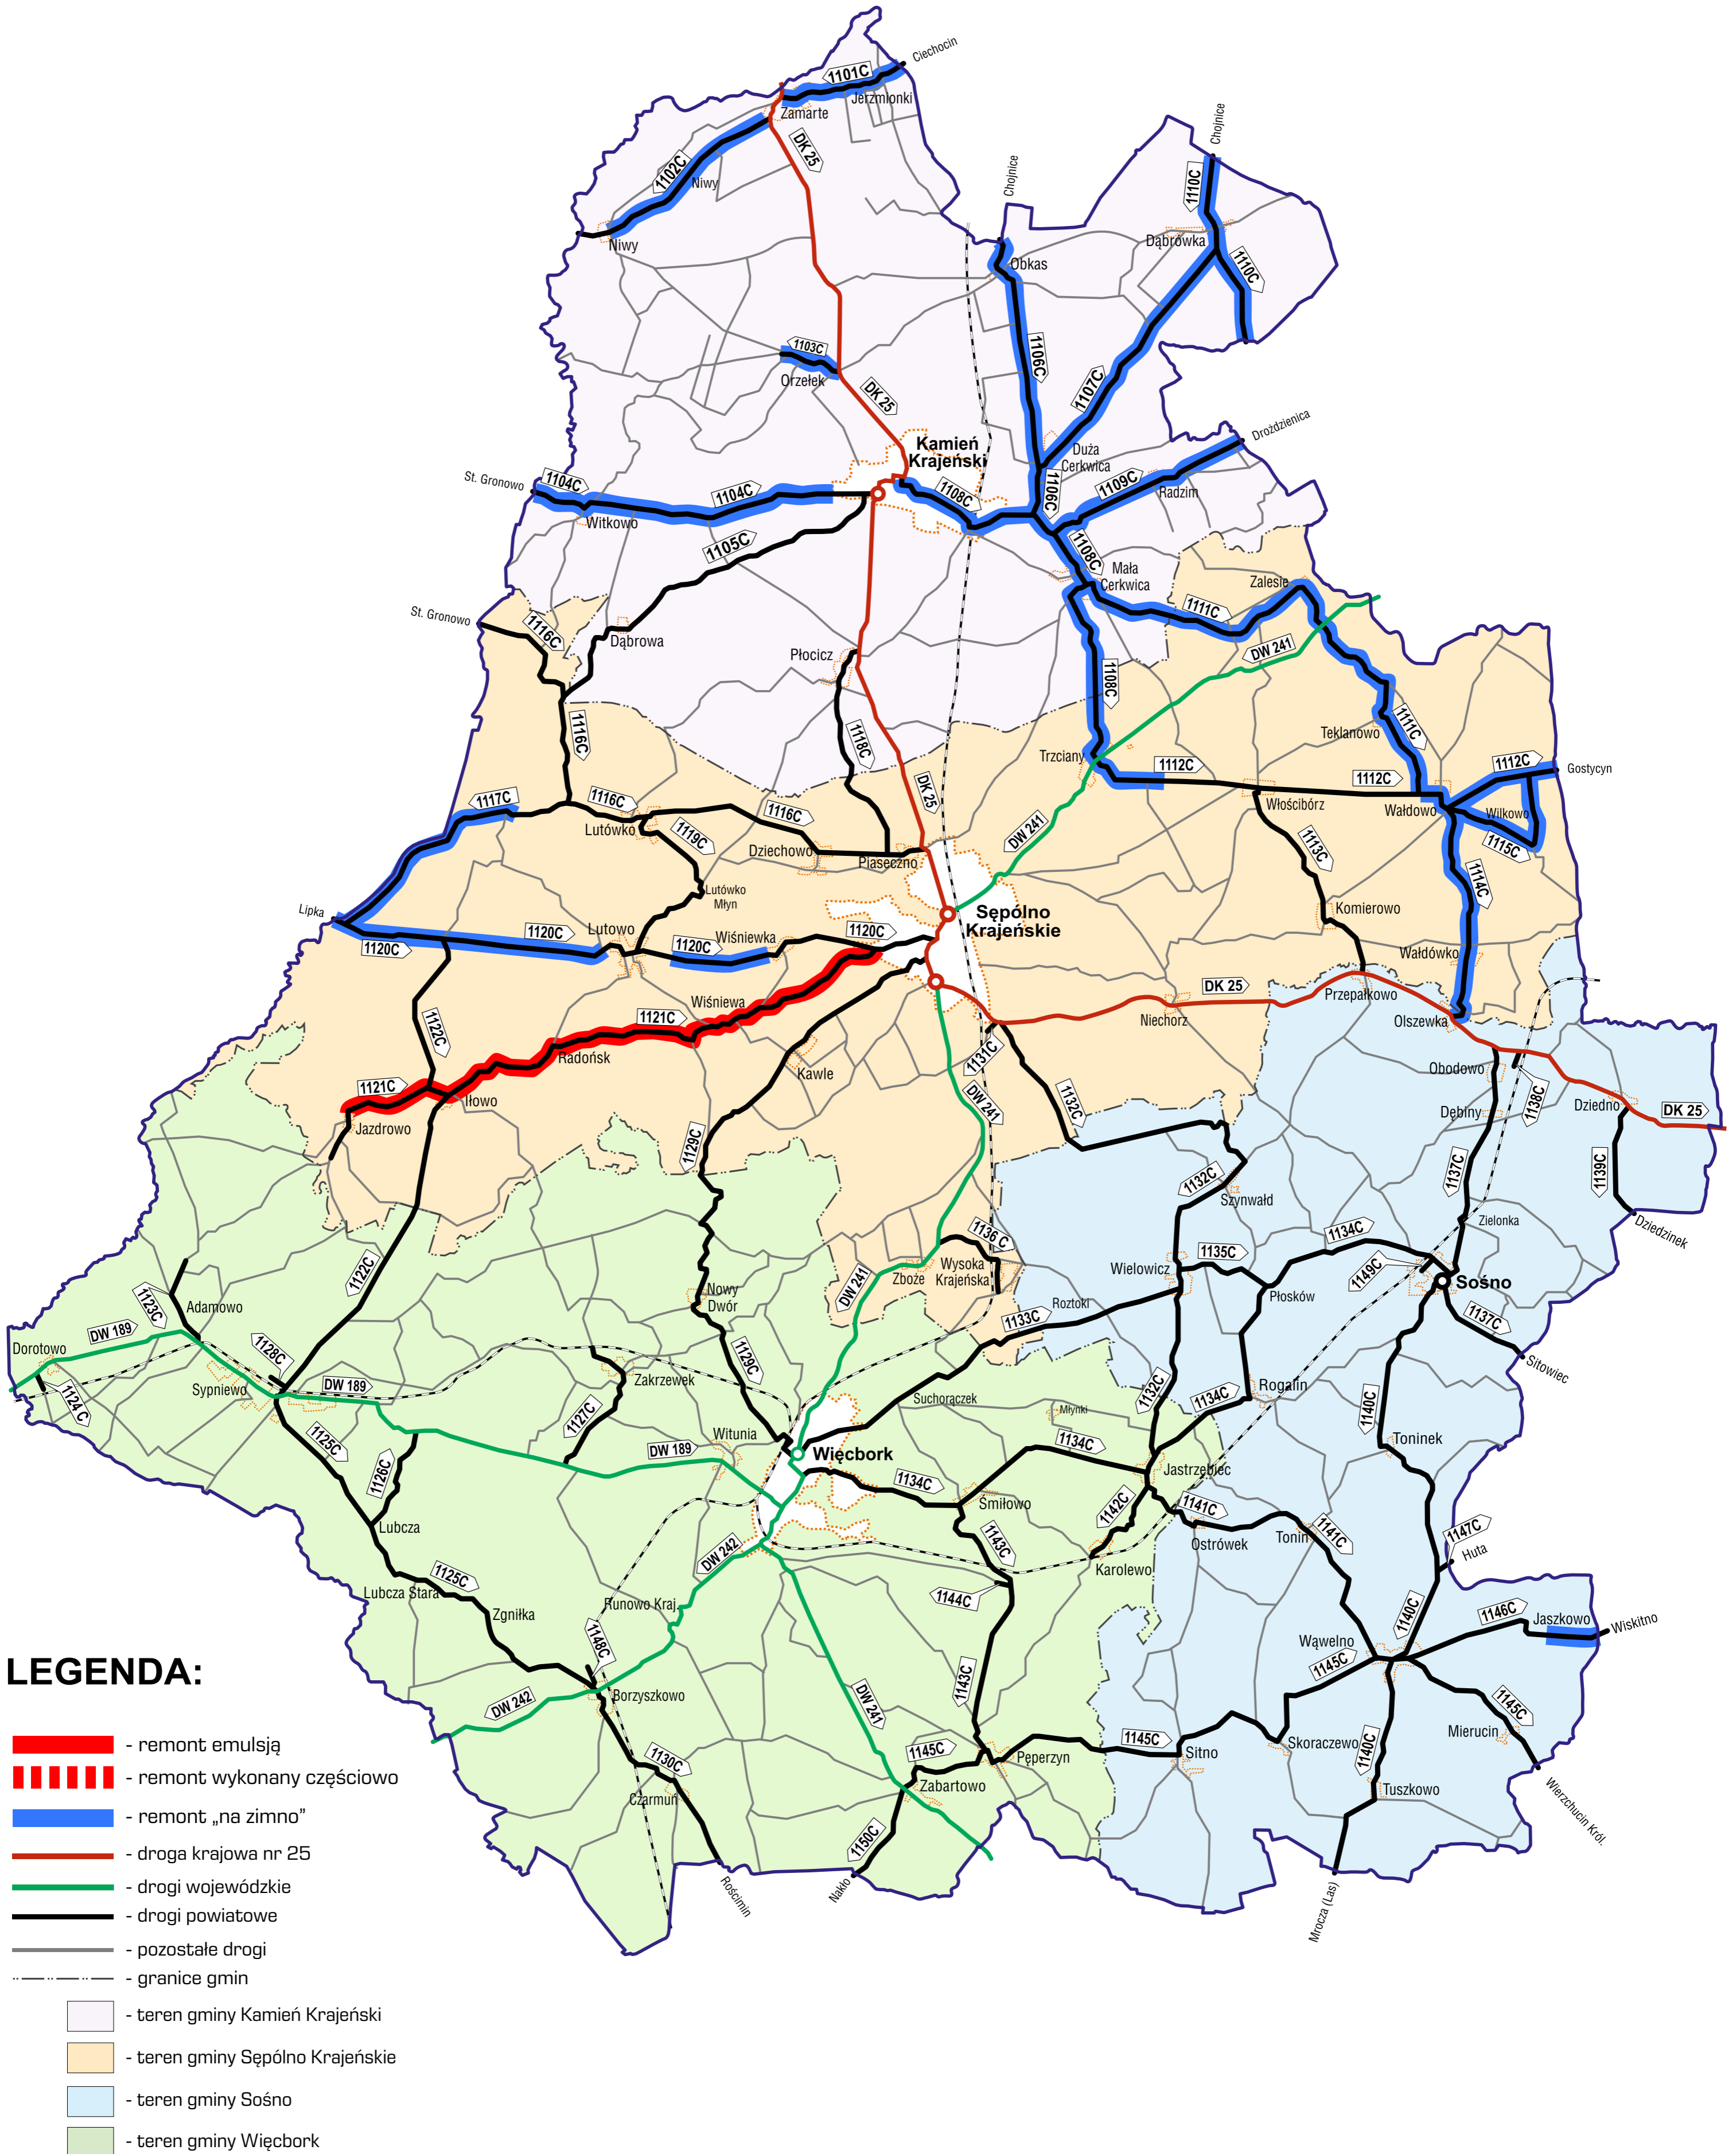 Ciechocin
1101C
Jerzmionki
Zamarte
DK 25
1102C
Niwy
Niwy
Chojnice
Chojnice
1110C
Dąbrówka
1110C
Obkas
1103C
Orzełek
1106C
1107C
DK 25
Kamień
Krajeński
Duża
Cerkwica
Drożdzienica
St. Gronowo
1104C
1104C
Witkowo
1108C
1106C
1109C
Radzim
1105C
1108C
Mała
Cerkwica
Zalesie
1111C
St. Gronowo
1116C
Dąbrowa
Płocicz
DW 241
1108C
1116C
1118C
Teklanowo
1111C
Trzciany
1112C
1112C
1112C
Gostycyn
DK 25
Włościbórz
Wałdowo
Wilkowo
1117C
1116C
1116C
Lutówko
1119C
Dziechowo
Piaseczno
DW 241
1113C
1115C
1114C
Lutówko
Młyn
Lipka
Sępólno
Krajeńskie
Komierowo
1120C
1120C
Lutowo
1120C
Wiśniewka
1120C
Wałdówko
DK 25
Przepałkowo
Niechorz
Olszewka
Wiśniewa
1121C
Radońsk
1122C
Kawle
1131C
1132C
Obodowo
1138C
Dziedno
DK 25
1121C
Iłowo
Jazdrowo
DW 241
Dębiny
1129C
1137C
1139C
1132C
Szynwałd
Zielonka
Dziedzinek
1136 C
1134C
1135C
Wysoka
Krajeńska
Zboże
Wielowicz
1149C
Sośno
Płosków
1122C
DW 241
Nowy
Dwór
Roztoki
1133C
1137C
Sitowiec
1123C
Adamowo
DW 189
Dorotowo
1128C
1124 C
Sypniewo
DW 189
1129C
Zakrzewek
1127C
Suchorączek
1132C
1134C
Rogalin
Młynki
1140C
1125C
1126C
Witunia
DW 189
Więcbork
1134C
1134C
Jastrzębiec
Toninek
Śmiłowo
1142C
1141C
Ostrówek
Tonin
1141C
Lubcza
1143C
Karolewo
1147C
Huta
DW 242
1125C
Lubcza Stara
1144C
Zgniłka
Runowo Kraj.
1140C
1146C
Jaszkowo
Wiskitno
1148C
Wąwelno
1145C
1143C
1145C
Borzyszkowo
DW 242
DW 241
Mierucin
1130C
1145C
Pęperzyn
1145C
Sitno
Skoraczewo
1140C
Czarmuń
Zabartowo
Tuszkowo
Wierzchucin Król.
1150C
Rościmin
Nakło
Mrocza (Las)
LEGENDA:
- remont emulsją
- remont wykonany częściowo
- remont „na zimno”
- droga krajowa nr 25
- drogi wojewódzkie
- drogi powiatowe
- pozostałe drogi
- granice gmin
- teren gminy Kamień Krajeński
- teren gminy Sępólno Krajeńskie
- teren gminy Sośno
- teren gminy Więcbork